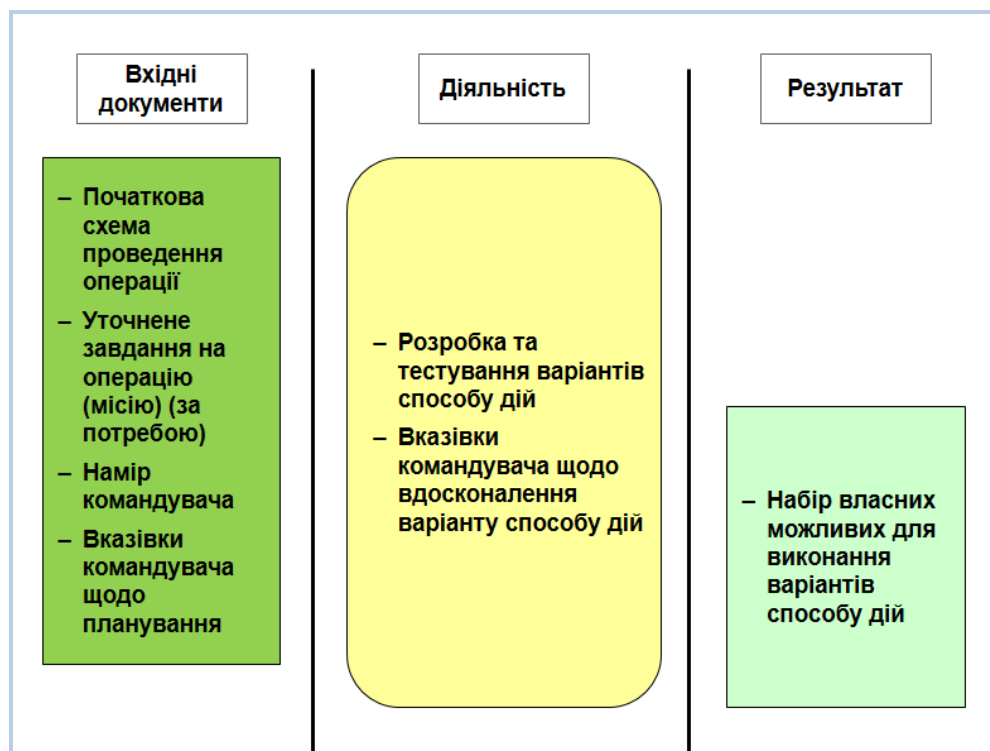 Вхідні
документи
Діяльність
Результат
– Початкова
схема
проведення
операції
– Уточнене
завдання на
операцію
(місію) (за
потребою)
– Намір
командувача
– Вказівки
командувача
щодо
планування
– Розробка та
тестування варіантів
способу дій
– Вказівки
командувача щодо
вдосконалення
варіанту способу дій
– Набір власних
можливих для
виконання
варіантів
способу дій